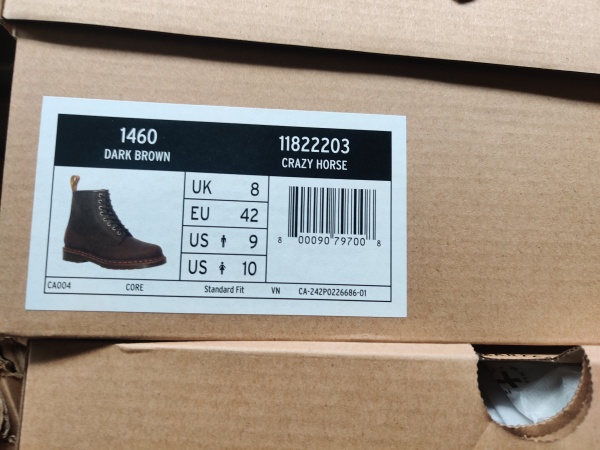 1460
DARK BROWN
11822203
CRAZY HORSE
UK 8
EU 42
US 9
US 10
8 00090 79700 8
CA004 CORE Standard Fit VN CA-242P0226686-01